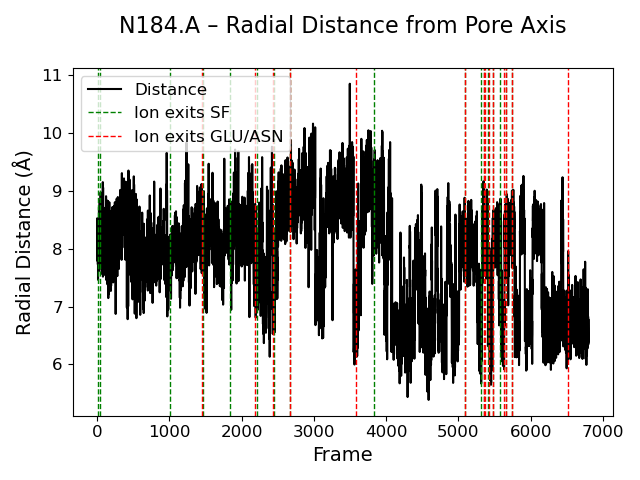 N184.A – Radial Distance from Pore Axis
Distance
Ion exits SF
Ion exits GLU/ASN
Radial Distance (Å)
11
10
9
8
7
6
0 1000 2000 3000 4000 5000 6000 7000
Frame